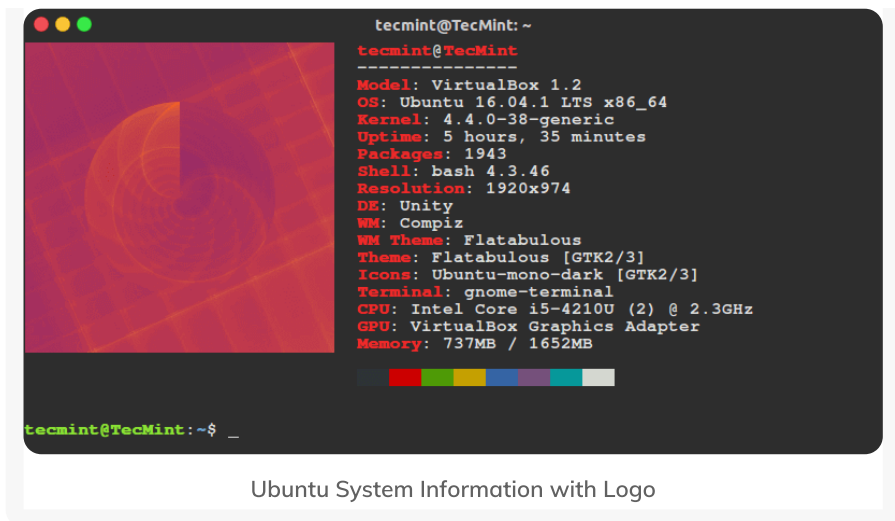 tecmint@TecMint: ~
tecmint@TecMint
---------------
Model: VirtualBox 1.2
OS: Ubuntu 16.04.1 LTS x86_64
Kernel: 4.4.0-38-generic
Uptime: 5 hours, 35 minutes
Packages: 1943
Shell: bash 4.3.46
Resolution: 1920x974
DE: Unity
WM: Compiz
WM Theme: Flatabulous
Theme: Flatabulous [GTK2/3]
Icons: Ubuntu-mono-dark [GTK2/3]
Terminal: gnome-terminal
CPU: Intel Core i5-4210U (2) @ 2.3GHz
GPU: VirtualBox Graphics Adapter
Memory: 737MB / 1652MB
tecmint@TecMint:~$ _
Ubuntu System Information with Logo